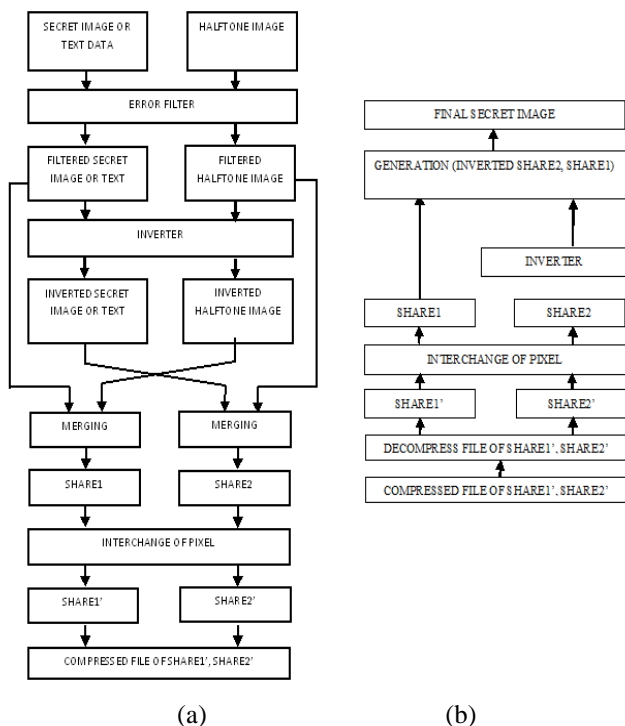 SECRET IMAGE OR
TEXT DATA
HALFTONE IMAGE
ERROR FILTER
FILTERED SECRET
IMAGE OR TEXT
FILTERED
HALFTONE IMAGE
INVERTER
INVERTED SECRET
IMAGE OR TEXT
INVERTED
HALFTONE IMAGE
MERGING
MERGING
SHARE1
SHARE2
INTERCHANGE OF PIXEL
SHARE1'
SHARE2'
COMPRESSED FILE OF SHARE1', SHARE2'
(a)
FINAL SECRET IMAGE
GENERATION (INVERTED SHARE2, SHARE1)
INVERTER
SHARE1
SHARE2
INTERCHANGE OF PIXEL
SHARE1'
SHARE2'
DECOMPRESS FILE OF SHARE1', SHARE2'
COMPRESSED FILE OF SHARE1', SHARE2'
(b)